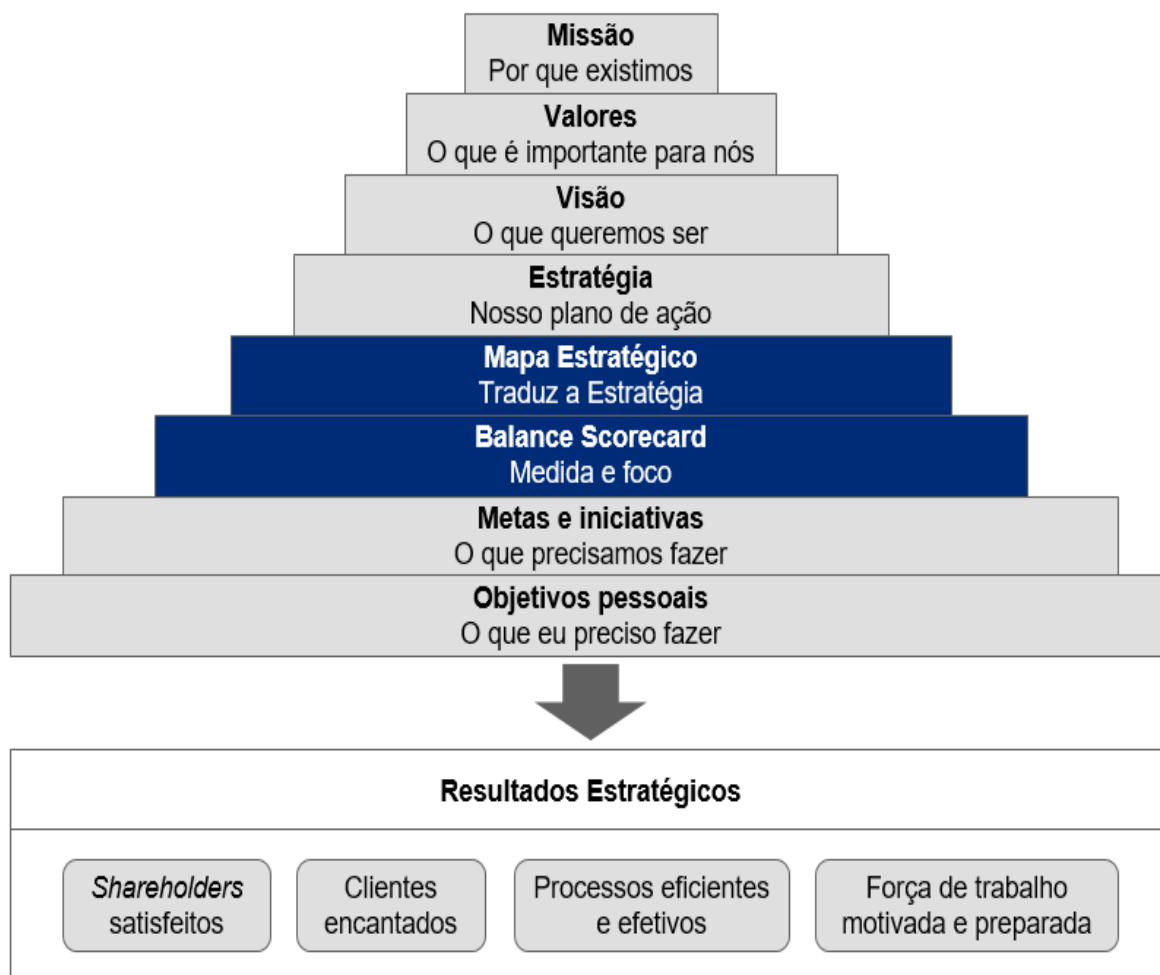 Missão
Por que existimos
Valores
O que é importante para nós
Visão
O que queremos ser
Estratégia
Nosso plano de ação
Mapa Estratégico
Traduz a Estratégia
Balance Scorecard
Medida e foco
Metas e iniciativas
O que precisamos fazer
Objetivos pessoais
O que eu preciso fazer
Resultados Estratégicos
Shareholders
satisfeitos
Clientes
encantados
Processos eficientes
e efetivos
Força de trabalho
motivada e preparada